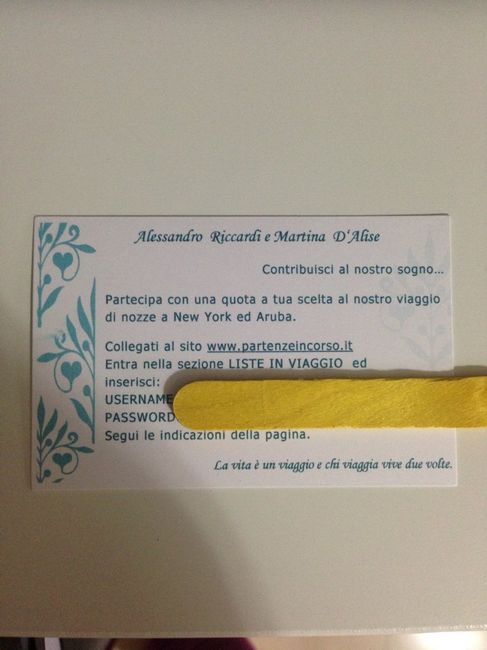 Alessandro Riccardi e Martina D'Alise
Contribuisci al nostro sogno...
Partecipa con una quota a tua scelta al nostro viaggio
di nozze a New York ed Aruba.
Collegati al sito www.partenzeincorso.it
Entra nella sezione LISTE IN VIAGGIO ed
inserisci:
USERNAME
PASSWORD
Segui le indicazioni della pagina.
La vita è un viaggio e chi viaggia vive due volte.